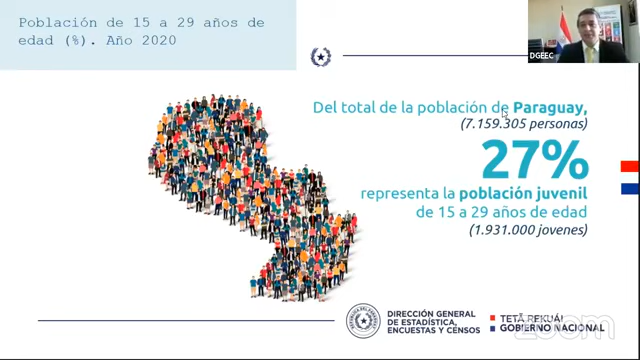 Población de 15 a 29 años de
edad (%). Año 2020
DGEEC
Del total de la población de Paraguay,
(7.159.305 personas)
27%
representa la población juvenil
de 15 a 29 años de edad
(1.931.000 jovenes)
DIRECCIÓN GENERAL
DE ESTADÍSTICA,
ENCUESTAS Y CENSOS
TETÃ REKUÁI
GOBIERNO NACIONAL
zoom